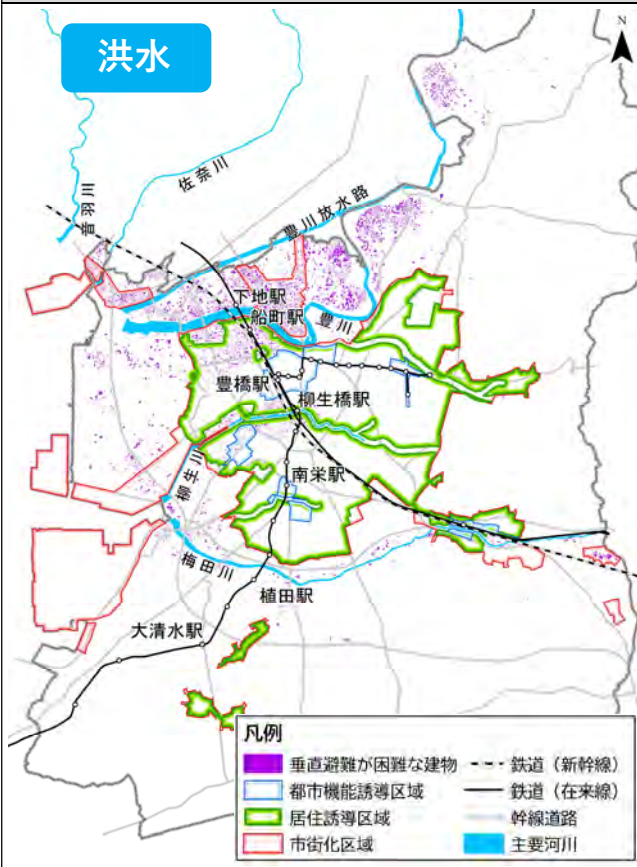 洪水
N
音羽川
佐奈川
豊川放水路
下地駅
船町駅
豊川
豊橋駅
柳生橋駅
南栄駅
柳生川
梅田川
植田駅
大清水駅
凡例
垂直避難が困難な建物
鉄道（新幹線）
都市機能誘導区域
鉄道（在来線）
居住誘導区域
幹線道路
市街化区域
主要河川